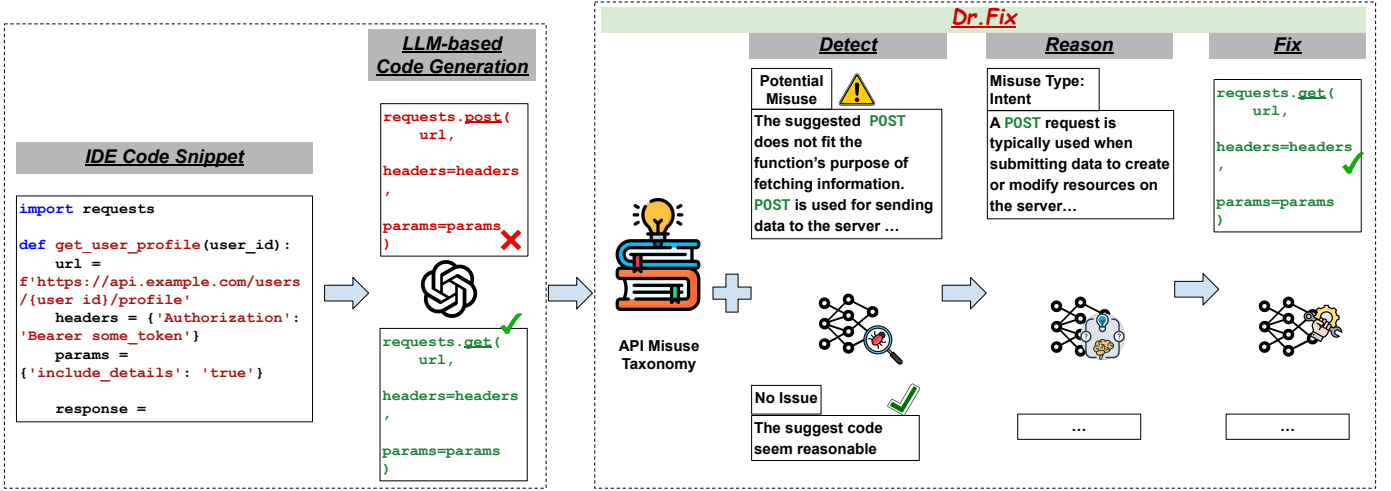 IDE Code Snippet
import requests
def get_user_profile(user_id):
url =
f'https://api.example.com/users
/{user id}/profile'
headers = {'Authorization':
'Bearer some_token'}
params =
{'include_details': 'true'}
response =
LLM-based
Code Generation
requests.post(
url,
headers=headers
,
params=params
)
requests.get(
url,
headers=headers
,
params=params
)
Dr.Fix
API Misuse
Taxonomy
Detect
Potential
Misuse
The suggested POST
does not fit the
function's purpose of
fetching information.
POST is used for sending
data to the server ...
No Issue
The suggest code
seem reasonable
Reason
Misuse Type:
Intent
A POST request is
typically used when
submitting data to create
or modify resources on
the server…
...
Fix
requests.get(
url,
headers=headers
,
params=params
)
...